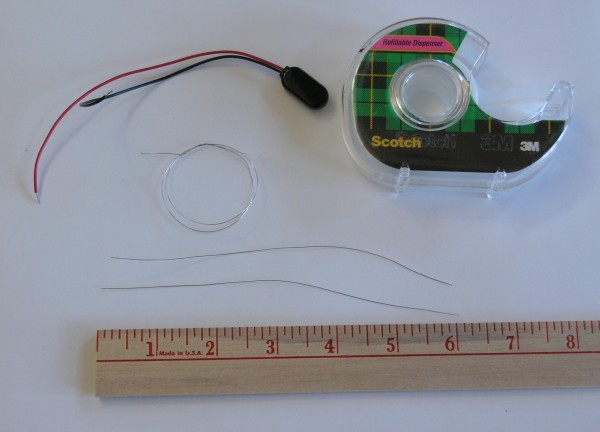 Refillable Dispenser
Scotch 3M
1 2 3 4 5 6 7 8
Made in U.S.A.